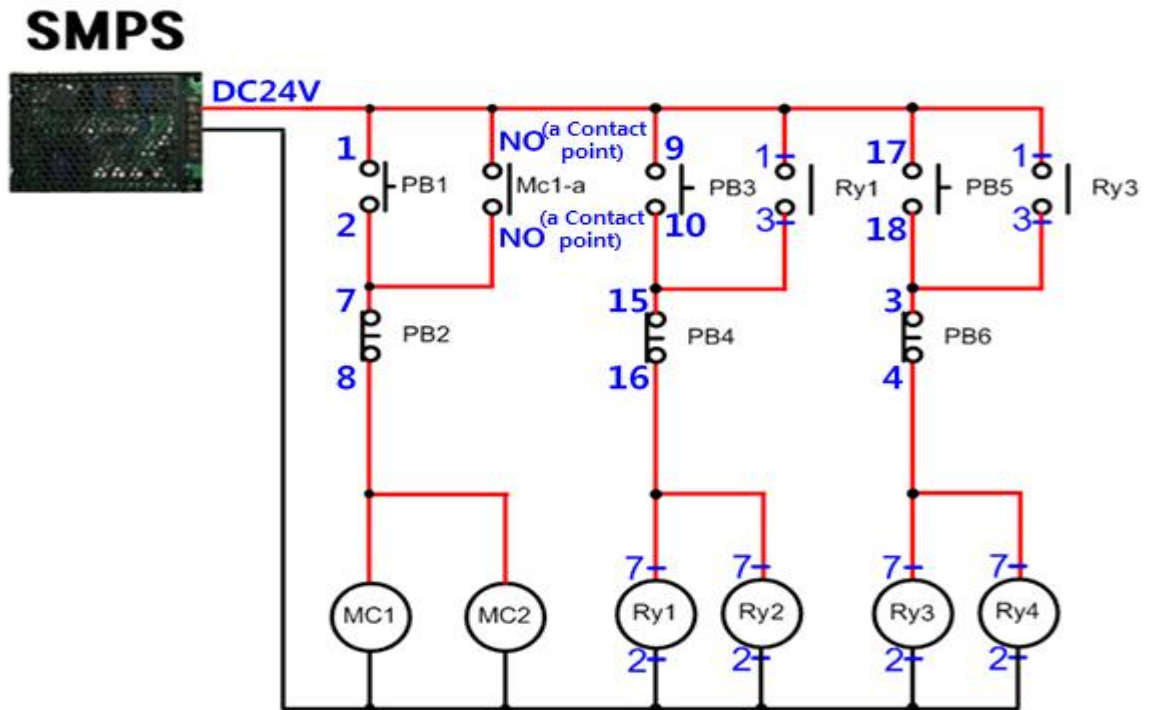 SMPS
DC24V
1
NO (a Contact point)
9
1
17
1
PB1
Mc1-a
PB3
Ry1
PB5
Ry3
2
NO (a Contact point)
10
3
18
3
7
15
3
PB2
PB4
PB6
8
16
4
7
7
7
7
MC1
MC2
Ry1
Ry2
Ry3
Ry4
2
2
2
2